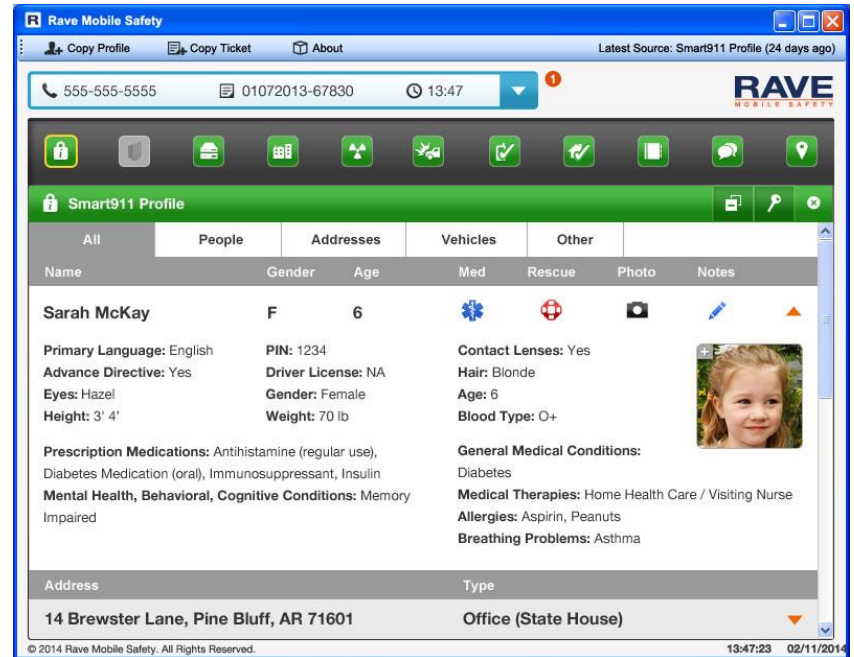 R Rave Mobile Safety
Copy Profile Copy Ticket About Latest Source: Smart911 Profile (24 days ago)
555-555-5555 01072013-67830 13:47 1
RAVE
MOBILE SAFETY
Smart911 Profile
All People Addresses Vehicles Other
Name Gender Age Med Rescue Photo Notes
Sarah McKay F 6
Primary Language: English PIN: 1234 Contact Lenses: Yes
Advance Directive: Yes Driver License: NA Hair: Blonde
Eyes: Hazel Gender: Female Age: 6
Height: 3' 4' Weight: 70 lb Blood Type: O+
Prescription Medications: Antihistamine (regular use),
Diabetes Medication (oral), Immunosuppressant, Insulin
Mental Health, Behavioral, Cognitive Conditions: Memory
Impaired
General Medical Conditions:
Diabetes
Medical Therapies: Home Health Care / Visiting Nurse
Allergies: Aspirin, Peanuts
Breathing Problems: Asthma
Address Type
14 Brewster Lane, Pine Bluff, AR 71601 Office (State House)
© 2014 Rave Mobile Safety. All Rights Reserved. 13:47:23 02/11/2014